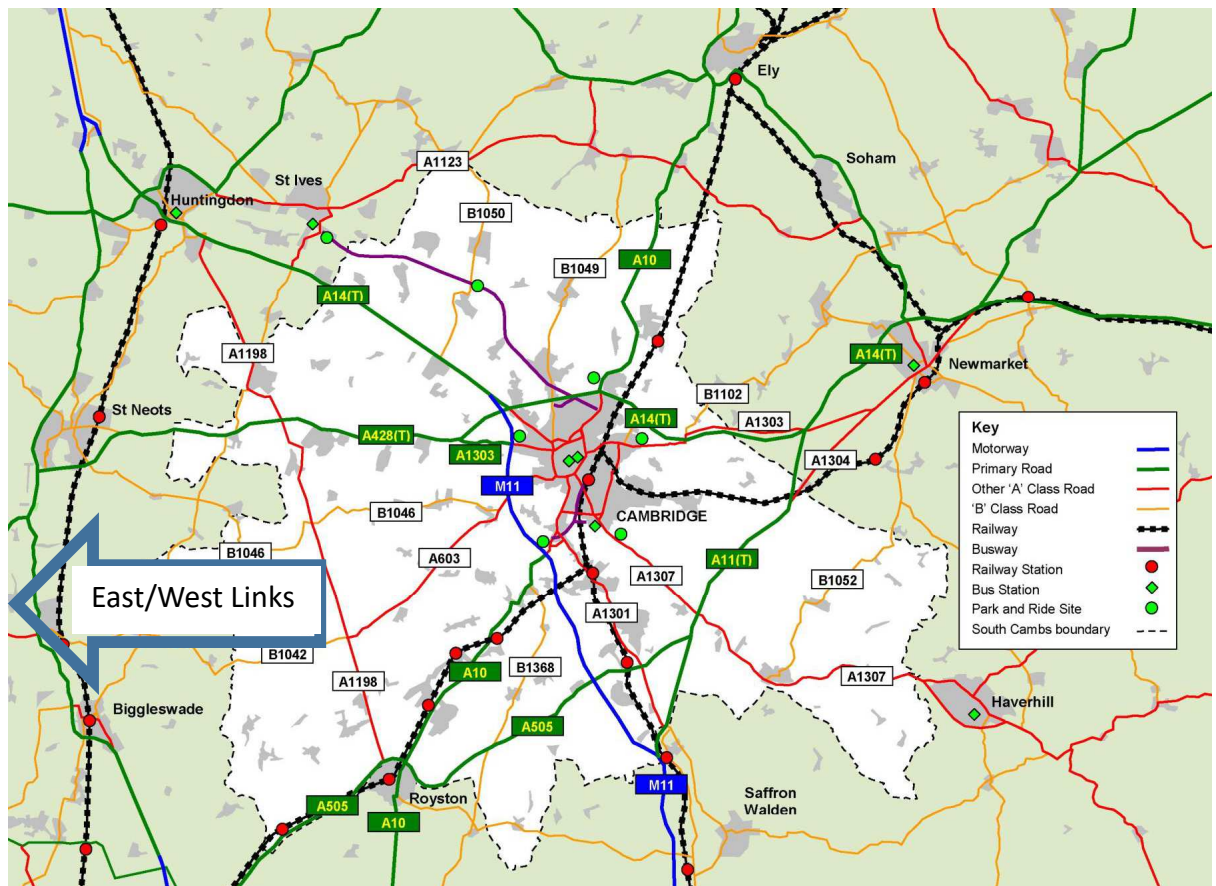 Ely
Soham
A1123
St Ives
Huntingdon
B1050
A10
B1049
A14(T)
A1198
A14(T)
Newmarket
B1102
A14(T)
A1303
St Neots
A428(T)
A1303
A1304
M11
B1046
CAMBRIDGE
B1046
A603
A11(T)
A1307
B1052
East/West Links
A1301
B1042
A1198
A10
B1368
A1307
Haverhill
Biggleswade
A505
M11
Saffron
Walden
Royston
A505
A10
Key
Motorway
Primary Road
Other 'A' Class Road
'B' Class Road
Railway
Busway
Railway Station
Bus Station
Park and Ride Site
South Cambs boundary